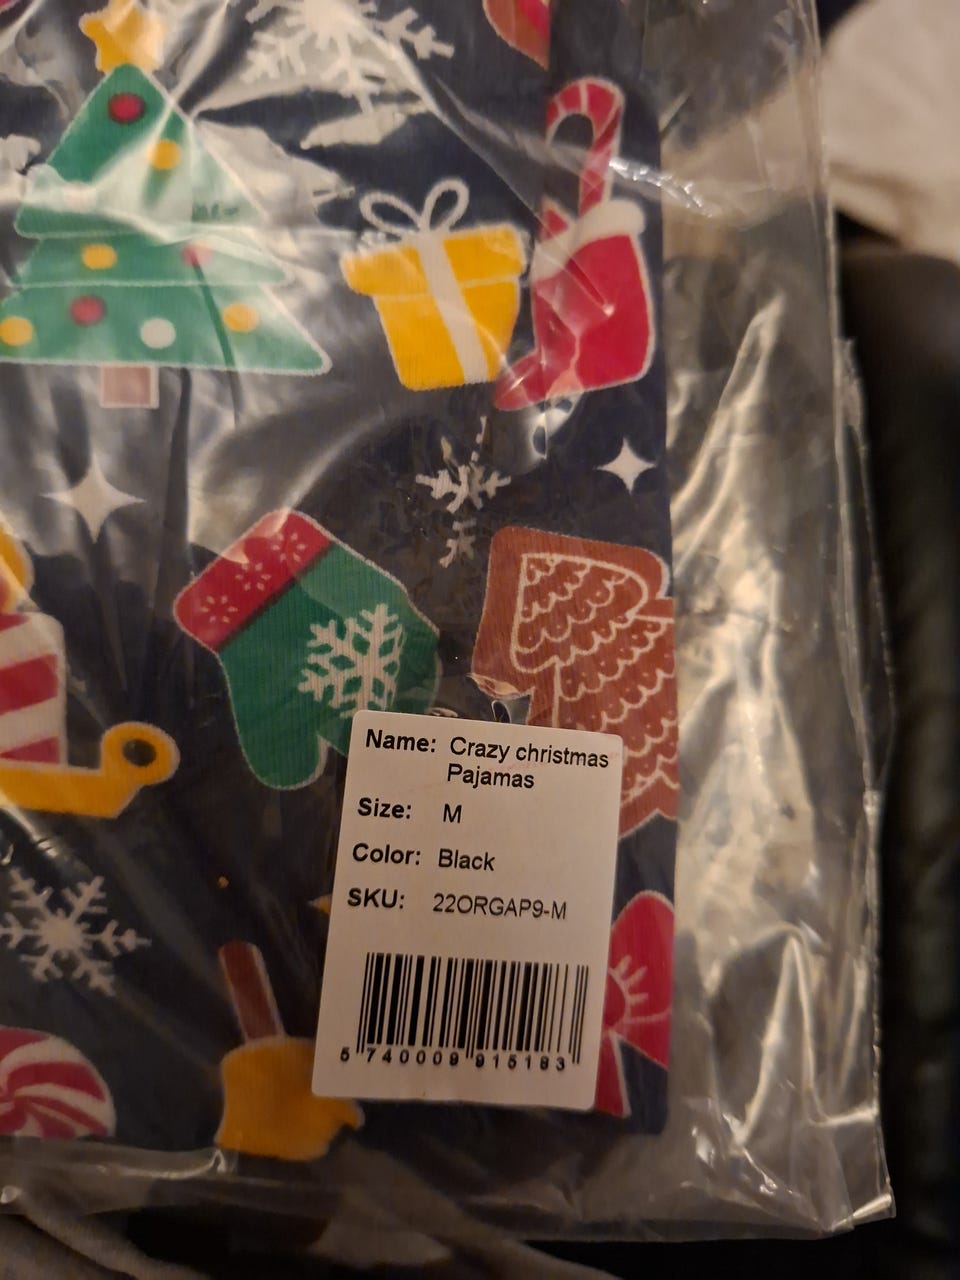 Name: Crazy christmas
Pajamas
Size: M
Color: Black
SKU: 22ORGAP9-M
5 740009 915183